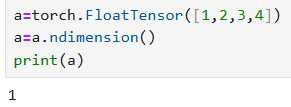 a=torch.FloatTensor([1,2,3,4])
a=a.ndimension()
print(a)
1